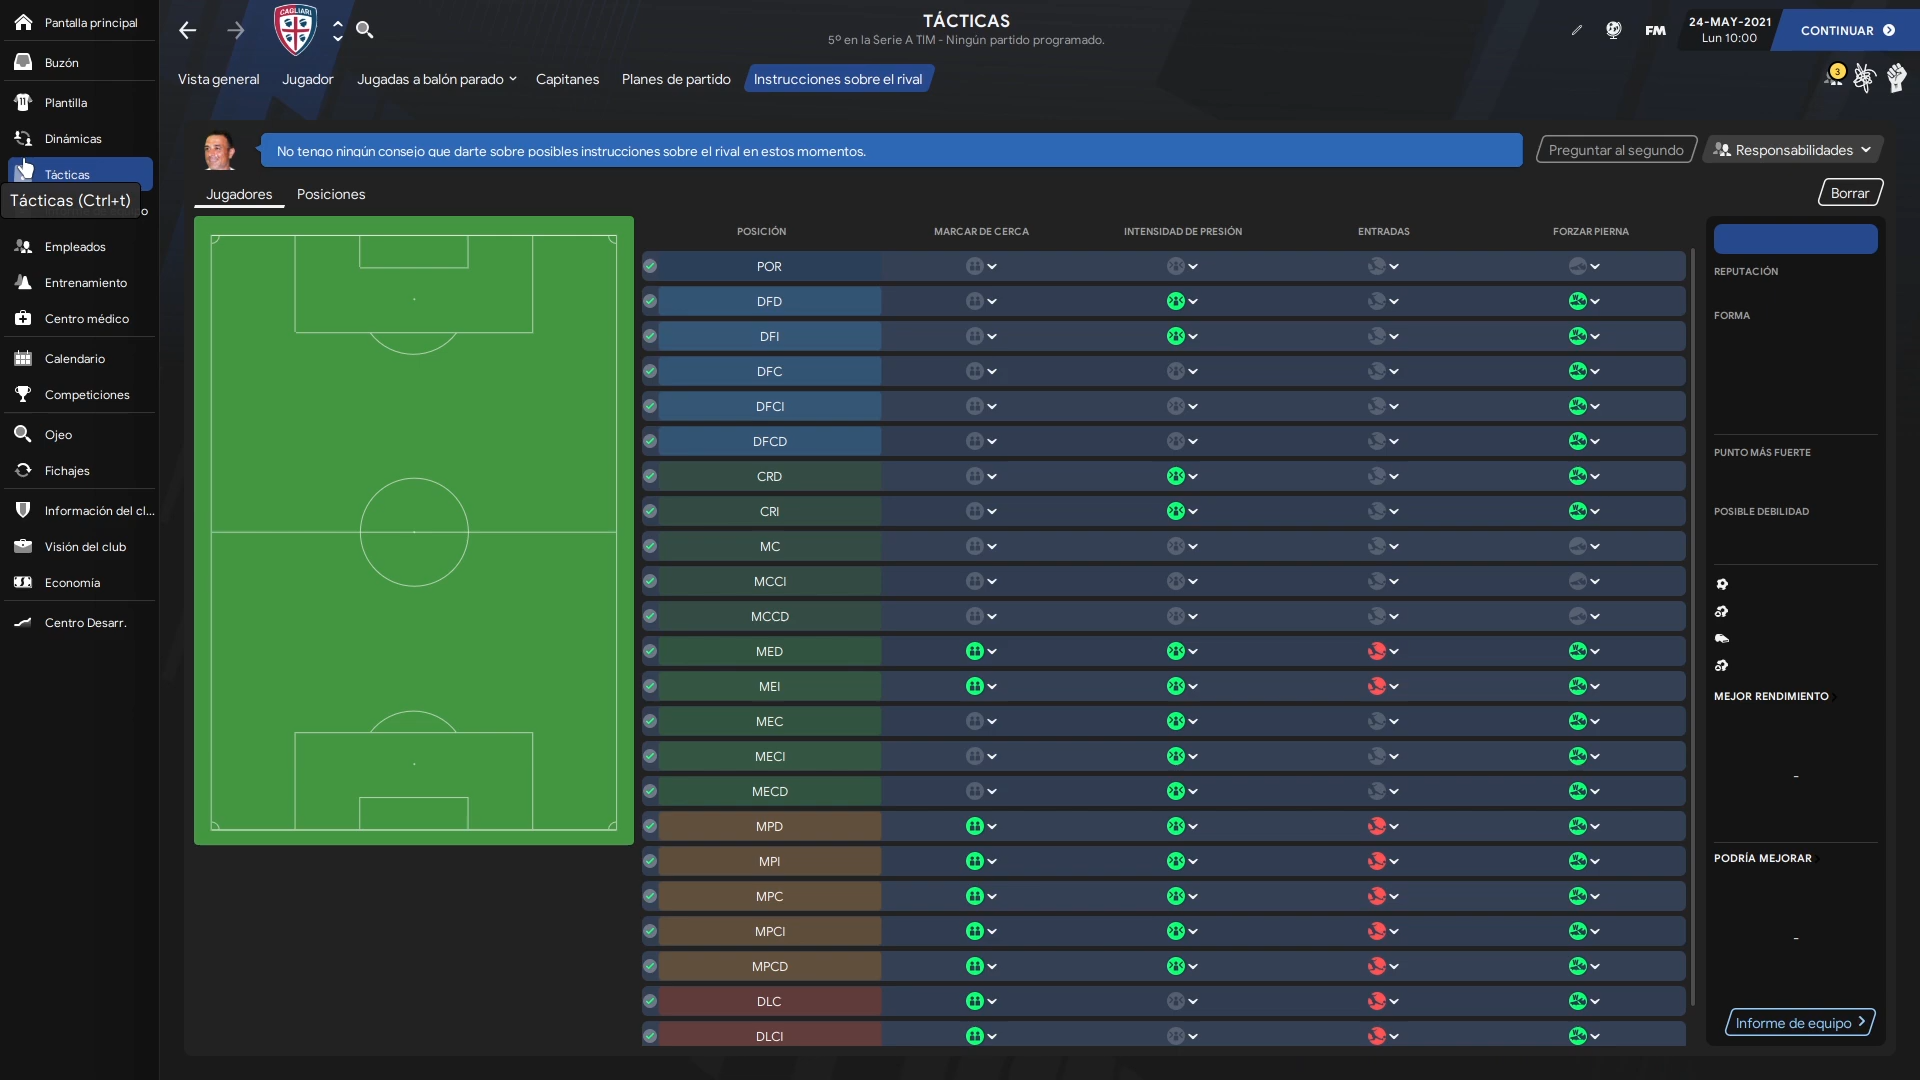 Pantalla principal
Buzón
Plantilla
Dinámicas
Tácticas
Tácticas (Ctrl+t)
Empleados
Entrenamiento
Centro médico
Calendario
Competiciones
Ojeo
Fichajes
Información del cl...
Visión del club
Economía
Centro Desarr.
CAGLIARI
TÁCTICAS
5º en la Serie A TIM - Ningún partido programado.
FM
24-MAY-2021
Lun 10:00
CONTINUAR
Vista general
Jugador
Jugadas a balón parado
Capitanes
Planes de partido
Instrucciones sobre el rival
3
No tengo ningún consejo que darte sobre posibles instrucciones sobre el rival en estos momentos.
Preguntar al segundo
Responsabilidades
Jugadores
Posiciones
Borrar
POSICIÓN
MARCAR DE CERCA
INTENSIDAD DE PRESIÓN
ENTRADAS
FORZAR PIERNA
POR
DFD
DFI
DFC
DFCI
DFCD
CRD
CRI
MC
MCCI
MCCD
MED
MEI
MEC
MECI
MECD
MPD
MPI
MPC
MPCI
MPCD
DLC
DLCI
REPUTACIÓN
FORMA
PUNTO MÁS FUERTE
POSIBLE DEBILIDAD
MEJOR RENDIMIENTO
-
PODRÍA MEJORAR
-
Informe de equipo